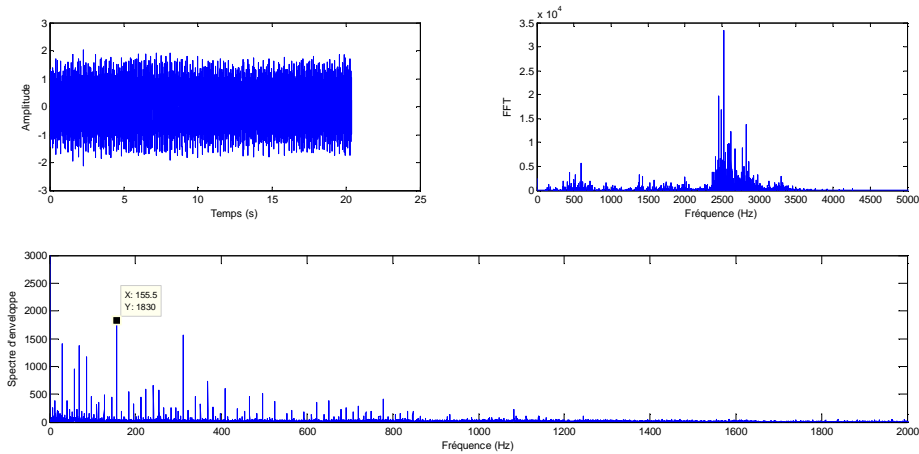 3
2
1
0
-1
-2
-3
0 5 10 15 20 25
Amplitude
Temps (s)
x 10^4
3.5
3
2.5
2
1.5
1
0.5
0
0 500 1000 1500 2000 2500 3000 3500 4000 4500 5000
FFT
Fréquence (Hz)
3000
2500
2000
1500
1000
500
0
0 200 400 600 800 1000 1200 1400 1600 1800 2000
Spectre d'enveloppe
X: 155.5
Y: 1830
Fréquence (Hz)